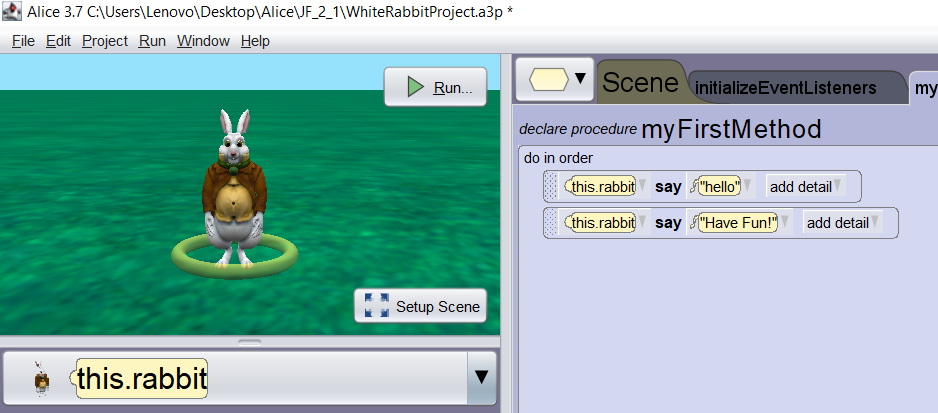 Alice 3.7 C:\Users\Lenovo\Desktop\Alice\JF_2_1\WhiteRabbitProject.a3p *
File Edit Project Run Window Help
Run...
Setup Scene
this.rabbit
Scene initializeEventListeners my
declare procedure myFirstMethod
do in order
this.rabbit say "hello" add detail
this.rabbit say "Have Fun!" add detail